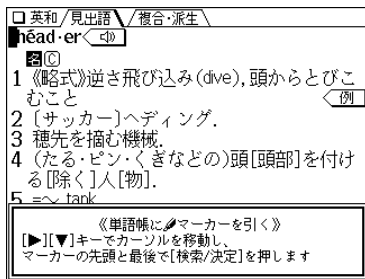 英和 見出語 複合・派生
héad・er
名 C
1 《略式》逆さ飛び込み(dive), 頭からとびこ
むこと 例
2 〔サッカー〕ヘディング.
3 穂先を摘む機械.
4 (たる・ピン・くぎなどの)頭[頭部]を付け
る[除く]人[物].
5 =~ tank
《単語帳にマーカーを引く》
[▶][▼]キーでカーソルを移動し、
マーカーの先頭と最後で[検索/決定]を押します